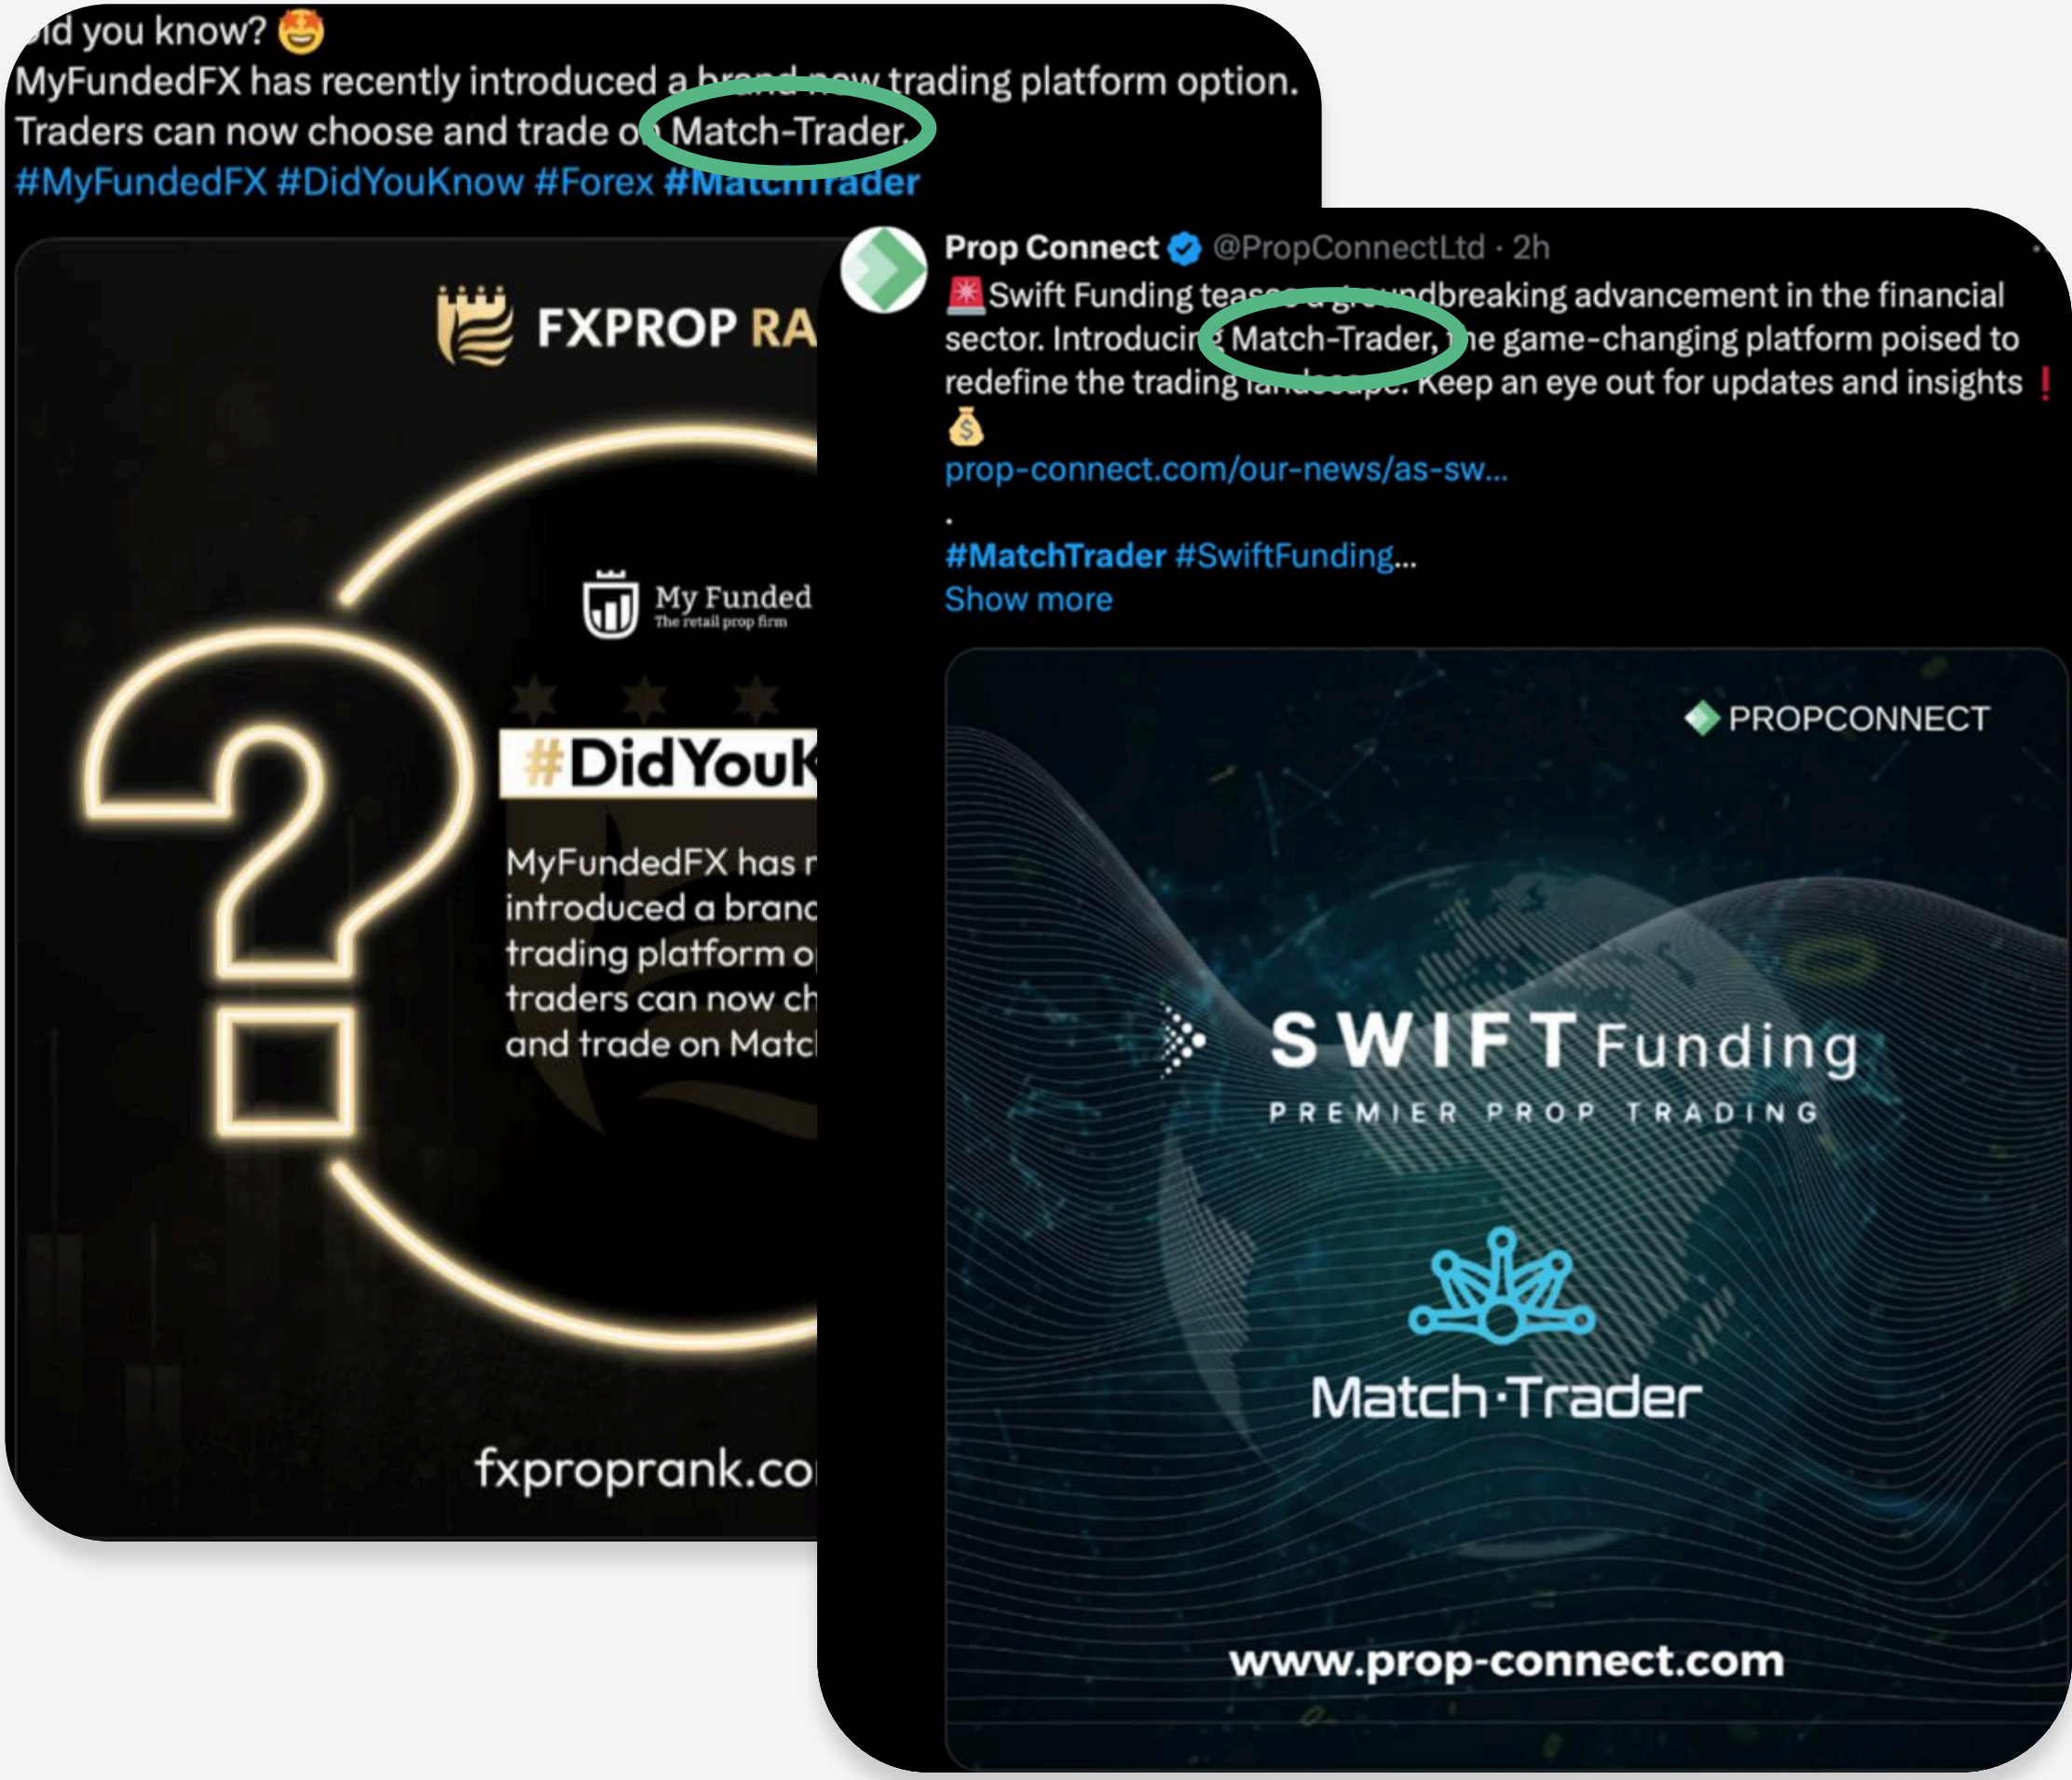 Did you know? 🤩
MyFundedFX has recently introduced a brand new trading platform option.
Traders can now choose and trade on Match-Trader.
#MyFundedFX #DidYouKnow #Forex #MatchTrader
FXPROP RA
My Funded
The retail prop firm
#DidYouK
MyFundedFX has r
introduced a brand
trading platform o
traders can now ch
and trade on Matc
fxproprank.co
Prop Connect @PropConnectLtd · 2h
🚨Swift Funding teases a groundbreaking advancement in the financial
sector. Introducing Match-Trader, the game-changing platform poised to
redefine the trading landscape. Keep an eye out for updates and insights❗
💰
prop-connect.com/our-news/as-sw...
.
#MatchTrader #SwiftFunding...
Show more
PROPCONNECT
SWIFT Funding
PREMIER PROP TRADING
Match·Trader
www.prop-connect.com